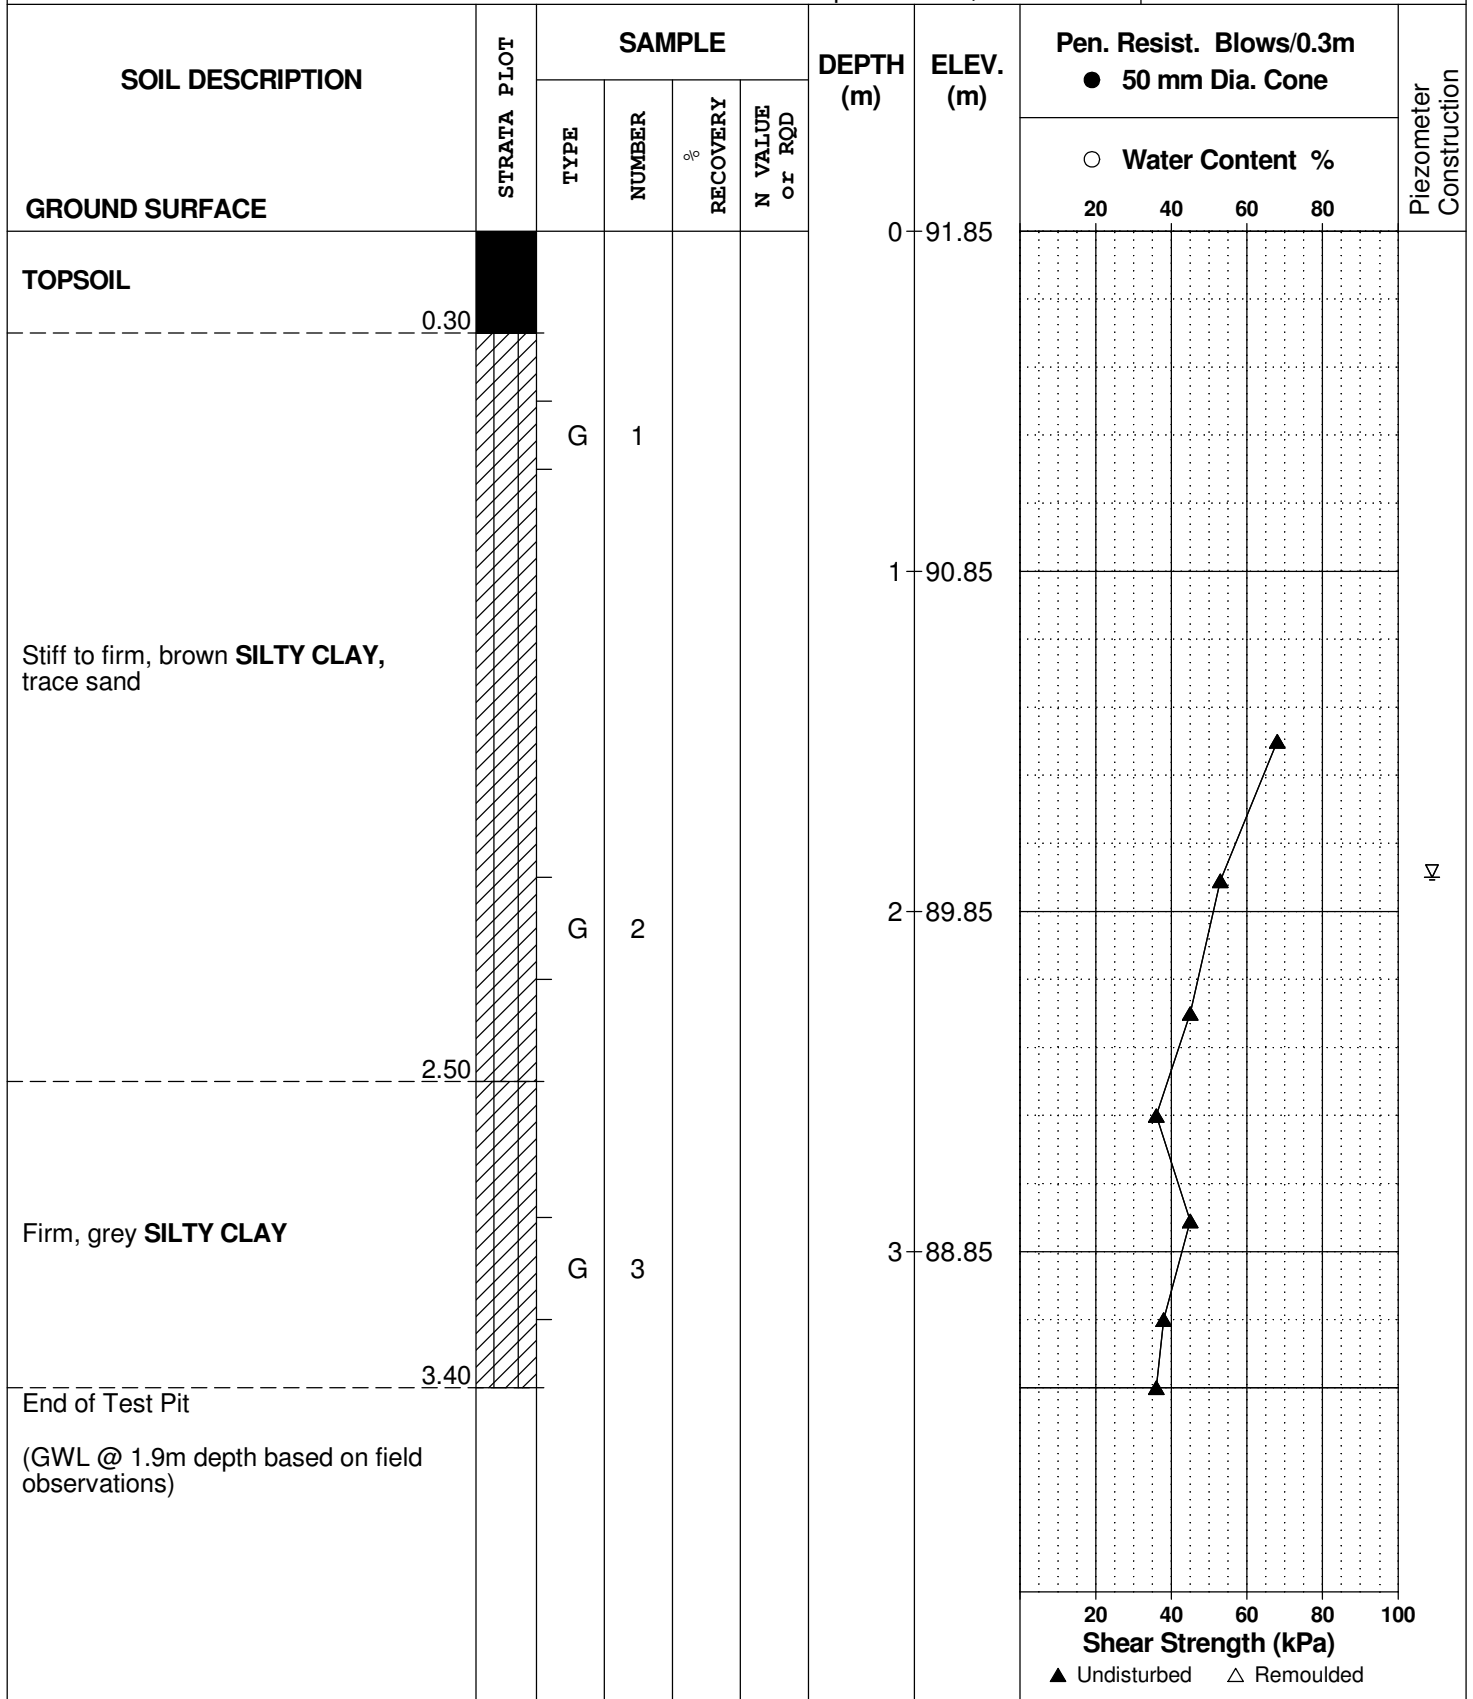 SOIL DESCRIPTION
GROUND SURFACE
STRATA PLOT
SAMPLE
TYPE
NUMBER
%
RECOVERY
N VALUE
or RQD
DEPTH
(m)
ELEV.
(m)
Pen. Resist. Blows/0.3m
● 50 mm Dia. Cone
○ Water Content %
20 40 60 80
Piezometer
Construction
0 91.85
TOPSOIL
0.30
G 1
1 90.85
Stiff to firm, brown SILTY CLAY,
trace sand
2 89.85
G 2
2.50
Firm, grey SILTY CLAY
3 88.85
G 3
3.40
End of Test Pit
(GWL @ 1.9m depth based on field
observations)
20 40 60 80 100
Shear Strength (kPa)
▲ Undisturbed △ Remoulded